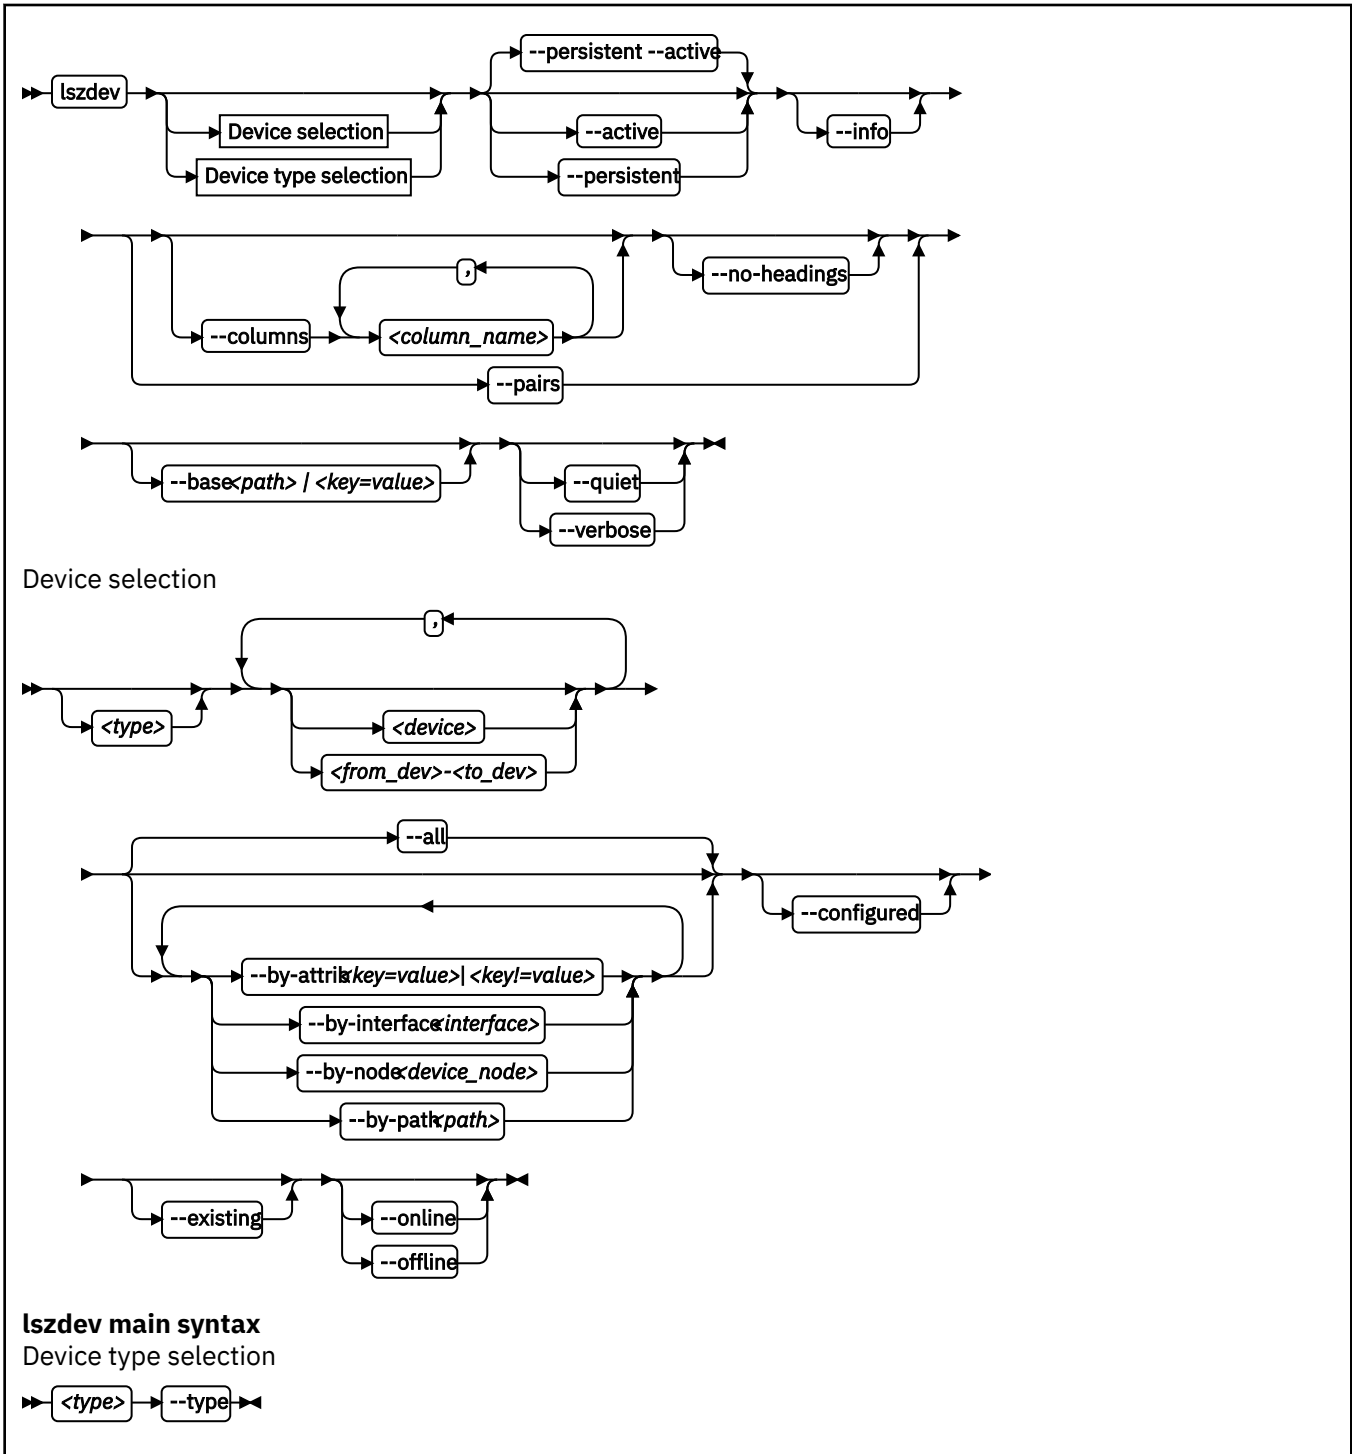 --persistent --active
lszdev
Device selection
--active
--info
Device type selection
--persistent
,
--no-headings
--columns
<column_name>
--pairs
--base<path> / <key=value>
--quiet
--verbose
Device selection
,
<type>
<device>
<from_dev>-<to_dev>
--all
--configured
--by-attrib<key=value>| <key!=value>
--by-interface<interface>
--by-node<device_node>
--by-path<path>
--existing
--online
--offline
lszdev main syntax
Device type selection
<type>
--type